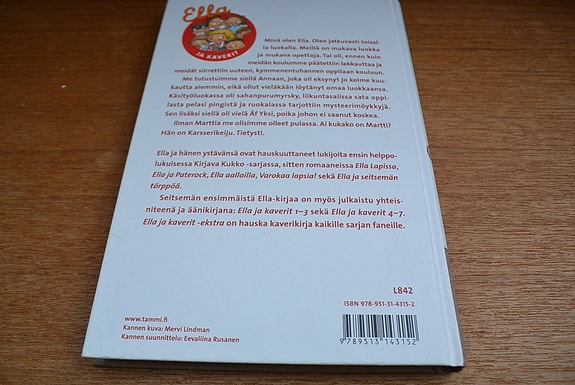 Ella
JA KAVERIT
Minä olen Ella. Olen jatkuvasti toisel-
la luokalla. Meillä on mukava luokka
ja mukava opettaja. Tai oli, ennen kuin
meidän koulumme päätettiin lakkauttaa ja
meidät siirrettiin uuteen, kymmenentuhannen oppilaan kouluun.
Me tutustuimme siellä Annaan, joka oli eksynyt jo kolme kuu-
kautta aiemmin, eikä ollut vieläkään löytänyt omaa luokkaansa.
Käsityöluokassa oli sahanpurumyrsky, liikuntasalissa sata oppi-
lasta pelasi pingistä ja ruokalassa tarjottiin mysteerimöykkyjä.
Sen lisäksi siellä oli vielä Äf Yksi, poika johon ei saanut koskea.
Ilman Marttia me olisimme olleet pulassa. Ai kukako on Martti?
Hän on Karsserikeiju. Tietysti.
Ella ja hänen ystävänsä ovat hauskuuttaneet lukijoita ensin helppo-
lukuisessa Kirjava Kukko -sarjassa, sitten romaaneissa Ella Lapissa,
Ella ja Paterock, Ella aalloilla, Varokaa lapsia! sekä Ella ja seitsemän
törppöä.
Seitsemän ensimmäistä Ella-kirjaa on myös julkaistu yhteis-
niteenä ja äänikirjana: Ella ja kaverit 1–3 sekä Ella ja kaverit 4–7.
Ella ja kaverit -ekstra on hauska kaverikirja kaikille sarjan faneille.
L842
ISBN 978-951-31-4315-2
www.tammi.fi
Kannen kuva: Mervi Lindman
Kannen suunnittelu: Eevaliina Rusanen
9 789513 143152